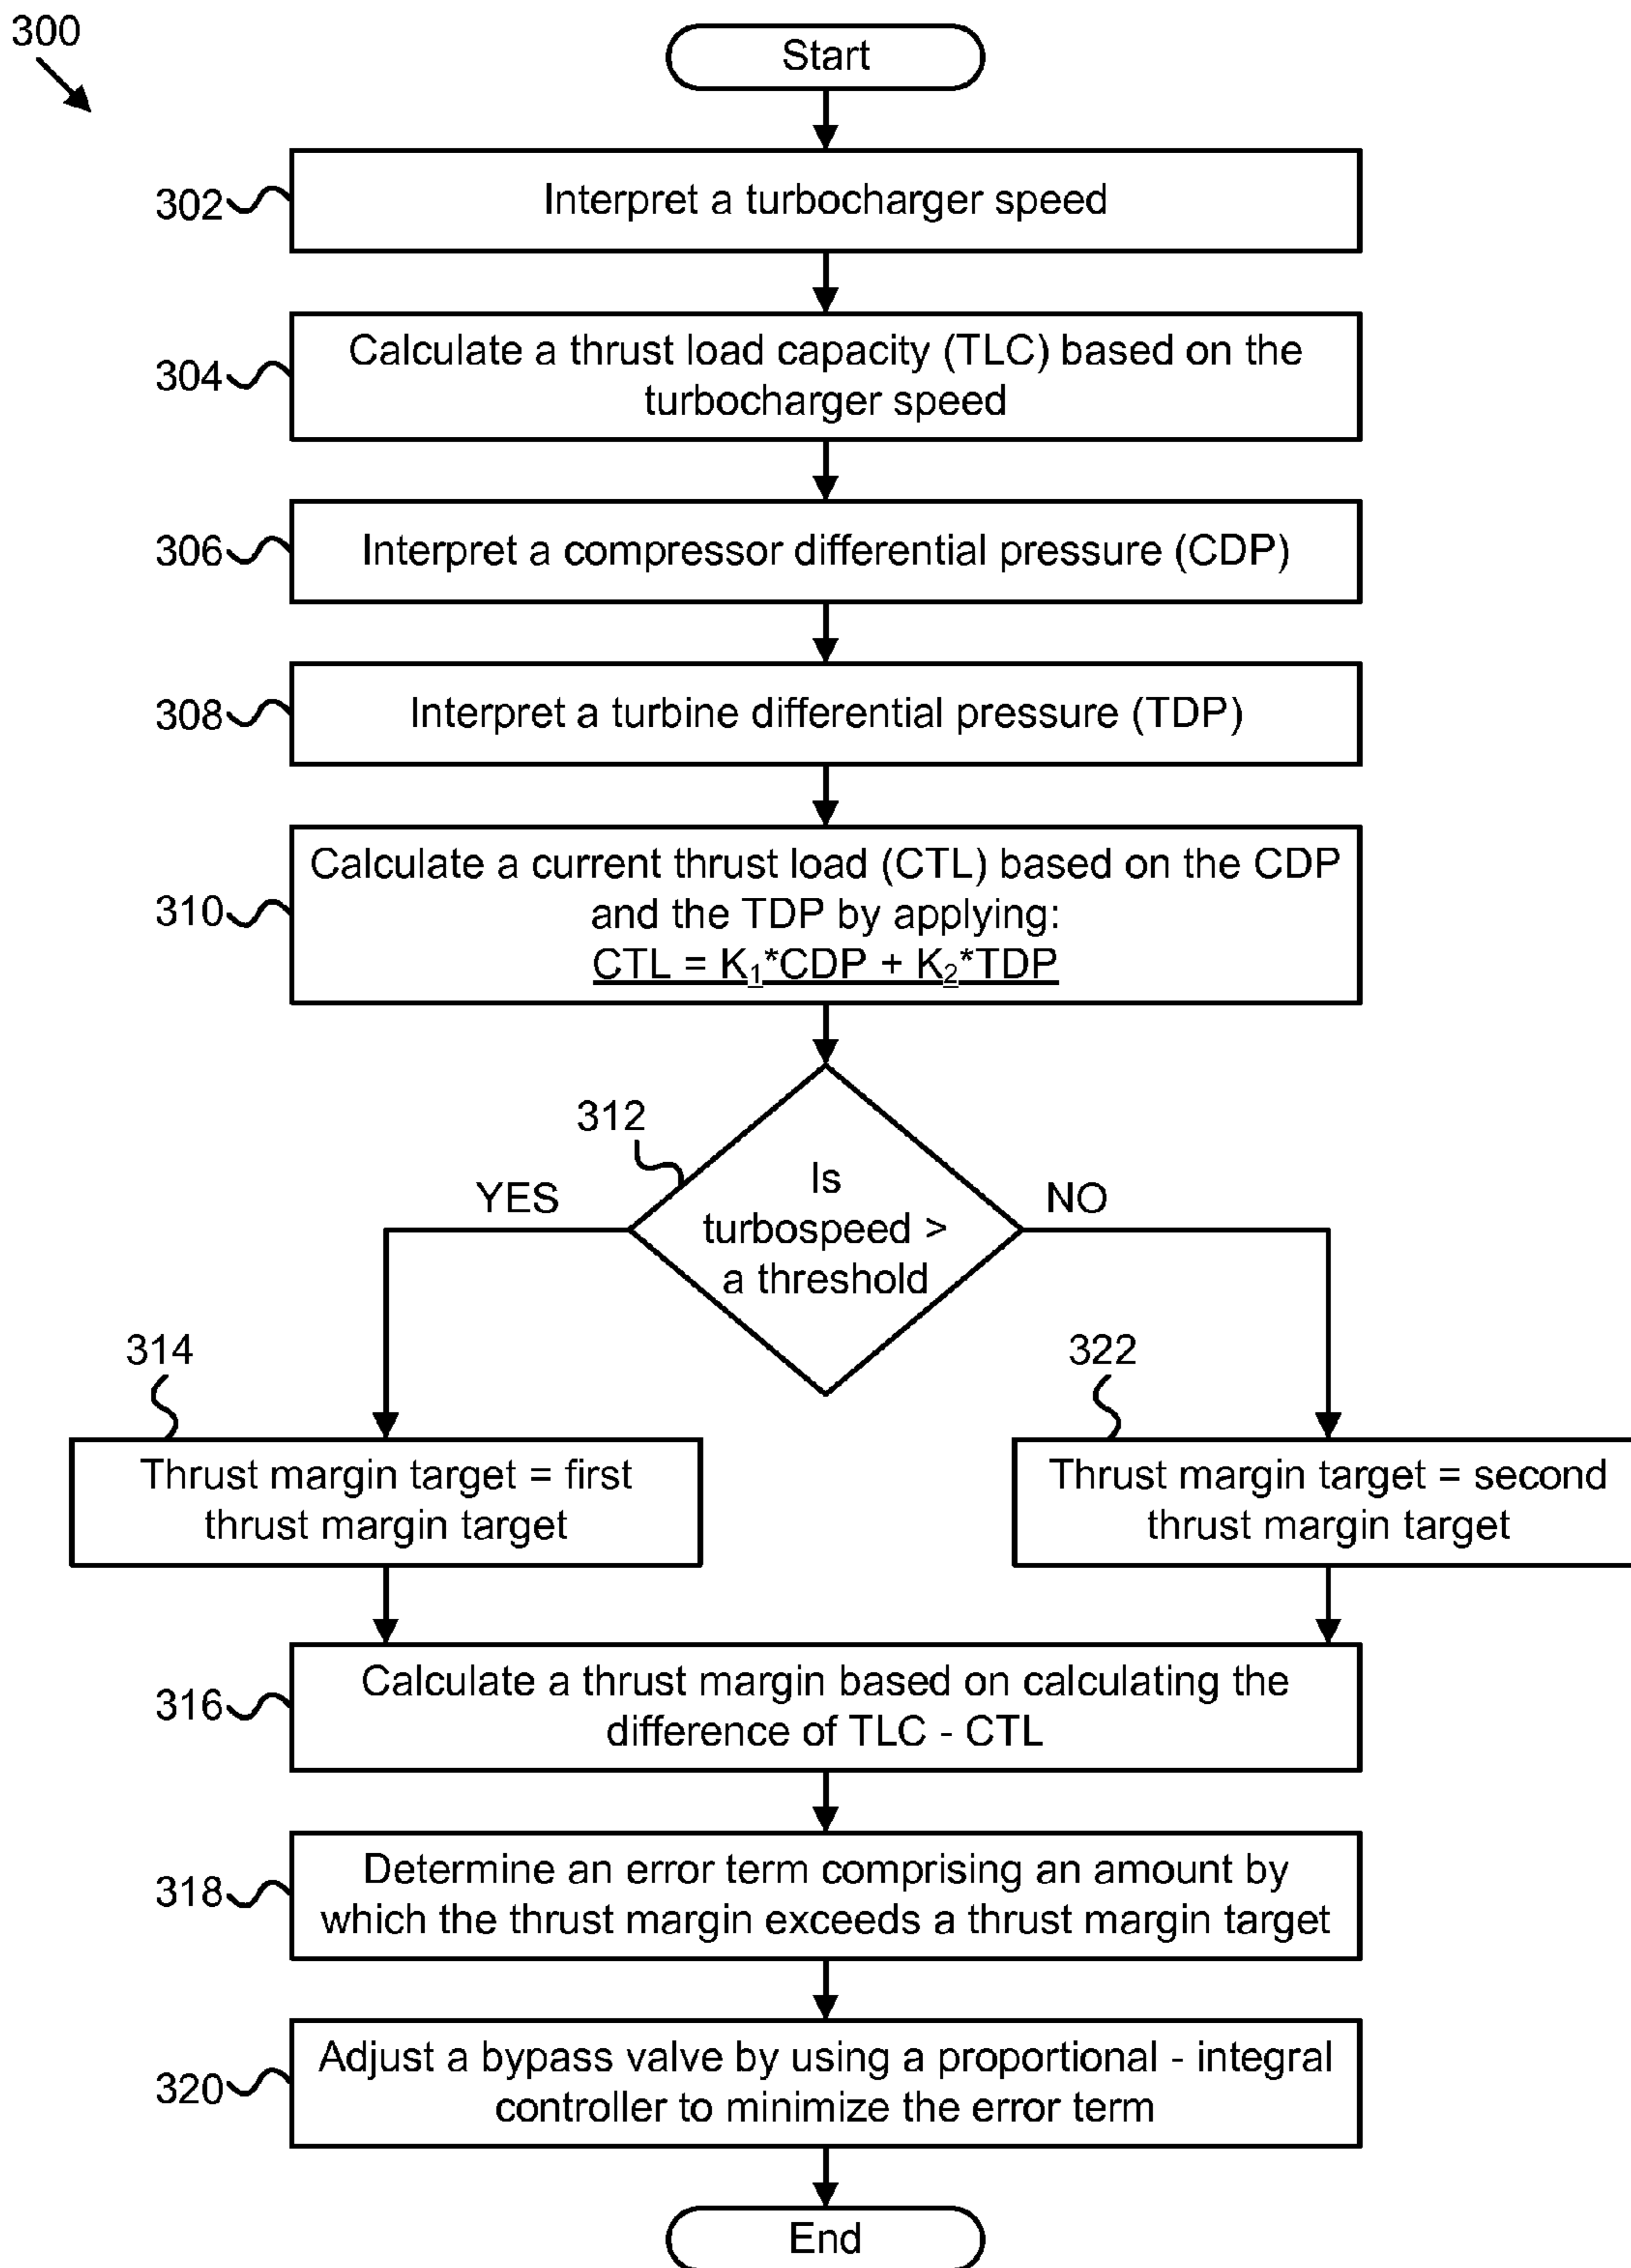 300
Start
302
Interpret a turbocharger speed
304
Calculate a thrust load capacity (TLC) based on the
turbocharger speed
306
Interpret a compressor differential pressure (CDP)
308
Interpret a turbine differential pressure (TDP)
310
Calculate a current thrust load (CTL) based on the CDP
and the TDP by applying:
CTL = K₁*CDP + K₂*TDP
312
Is
turbospeed >
a threshold
YES
NO
314
Thrust margin target = first
thrust margin target
322
Thrust margin target = second
thrust margin target
316
Calculate a thrust margin based on calculating the
difference of TLC - CTL
318
Determine an error term comprising an amount by
which the thrust margin exceeds a thrust margin target
320
Adjust a bypass valve by using a proportional - integral
controller to minimize the error term
End